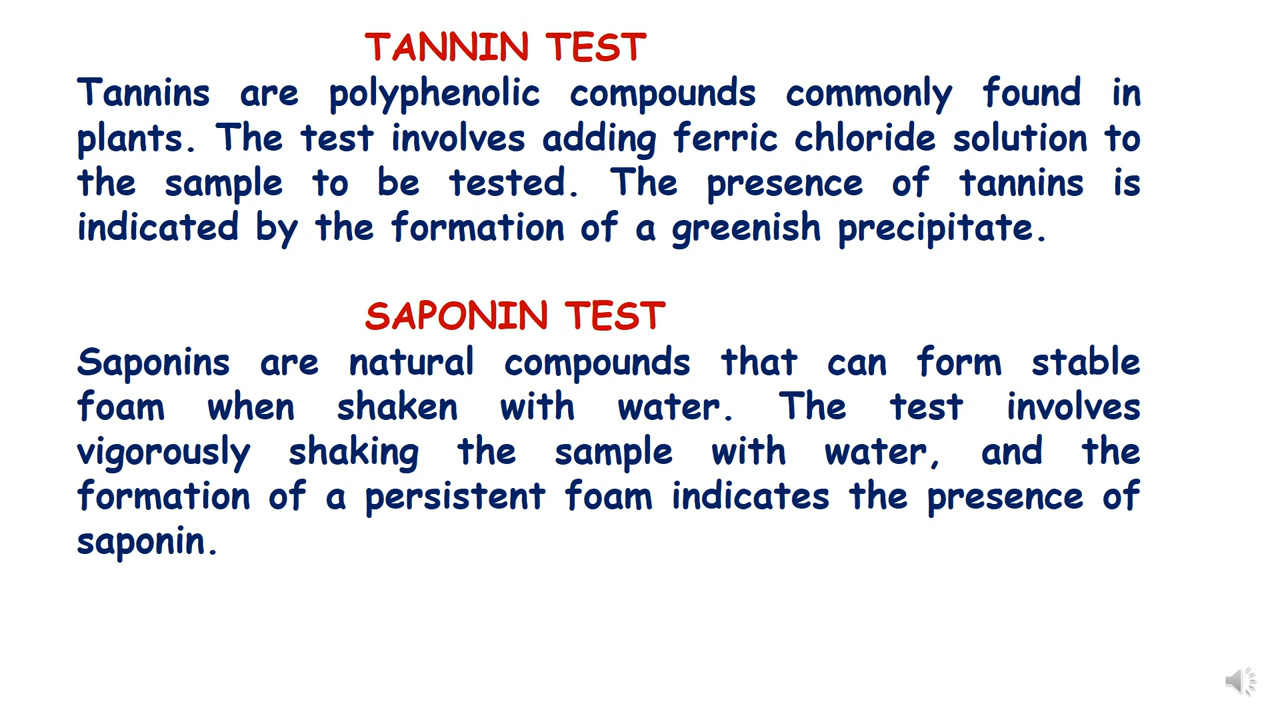 TANNIN TEST
Tannins are polyphenolic compounds commonly found in
plants. The test involves adding ferric chloride solution to
the sample to be tested. The presence of tannins is
indicated by the formation of a greenish precipitate.
SAPONIN TEST
Saponins are natural compounds that can form stable
foam when shaken with water. The test involves
vigorously shaking the sample with water, and the
formation of a persistent foam indicates the presence of
saponin.